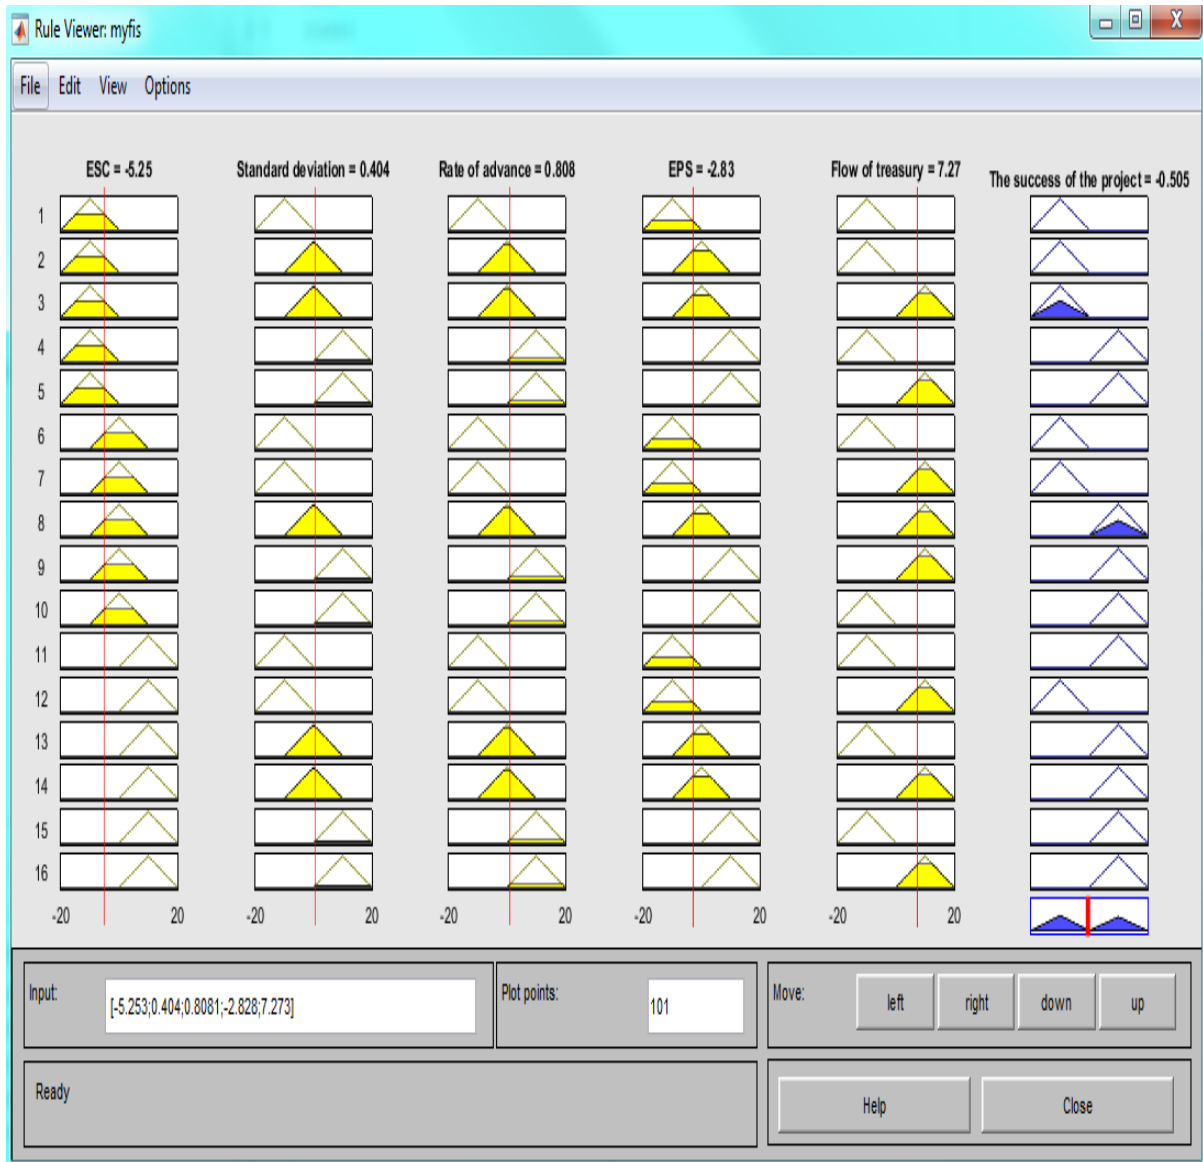 Rule Viewer: myfis
File Edit View Options
ESC = -5.25 Standard deviation = 0.404 Rate of advance = 0.808 EPS = -2.83 Flow of treasury = 7.27 The success of the project = -0.505
1
2
3
4
5
6
7
8
9
10
11
12
13
14
15
16
-20 20 -20 20 -20 20 -20 20 -20 20
Input: [-5.253;0.404;0.8081;-2.828;7.273] Plot points: 101 Move: left right down up
Ready Help Close